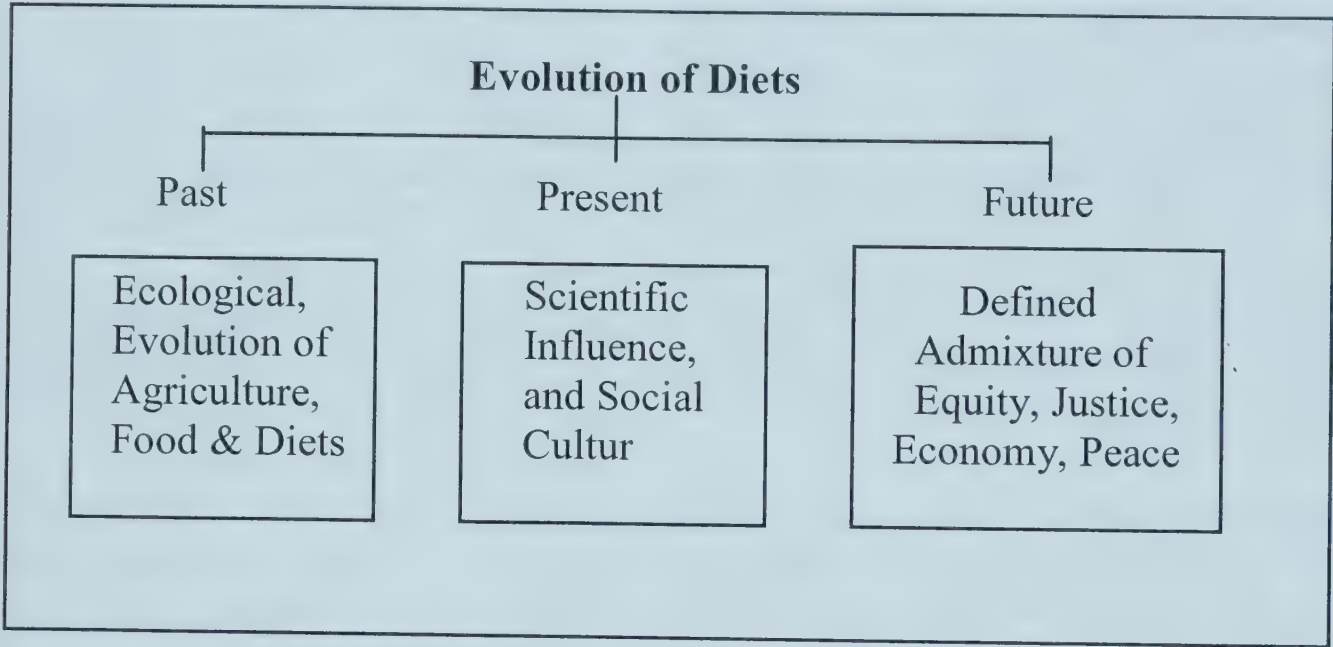 Evolution of Diets
Past
Present
Future
Ecological,
Evolution of
Agriculture,
Food & Diets
Scientific
Influence,
and Social
Cultur
Defined
Admixture of
Equity, Justice,
Economy, Peace